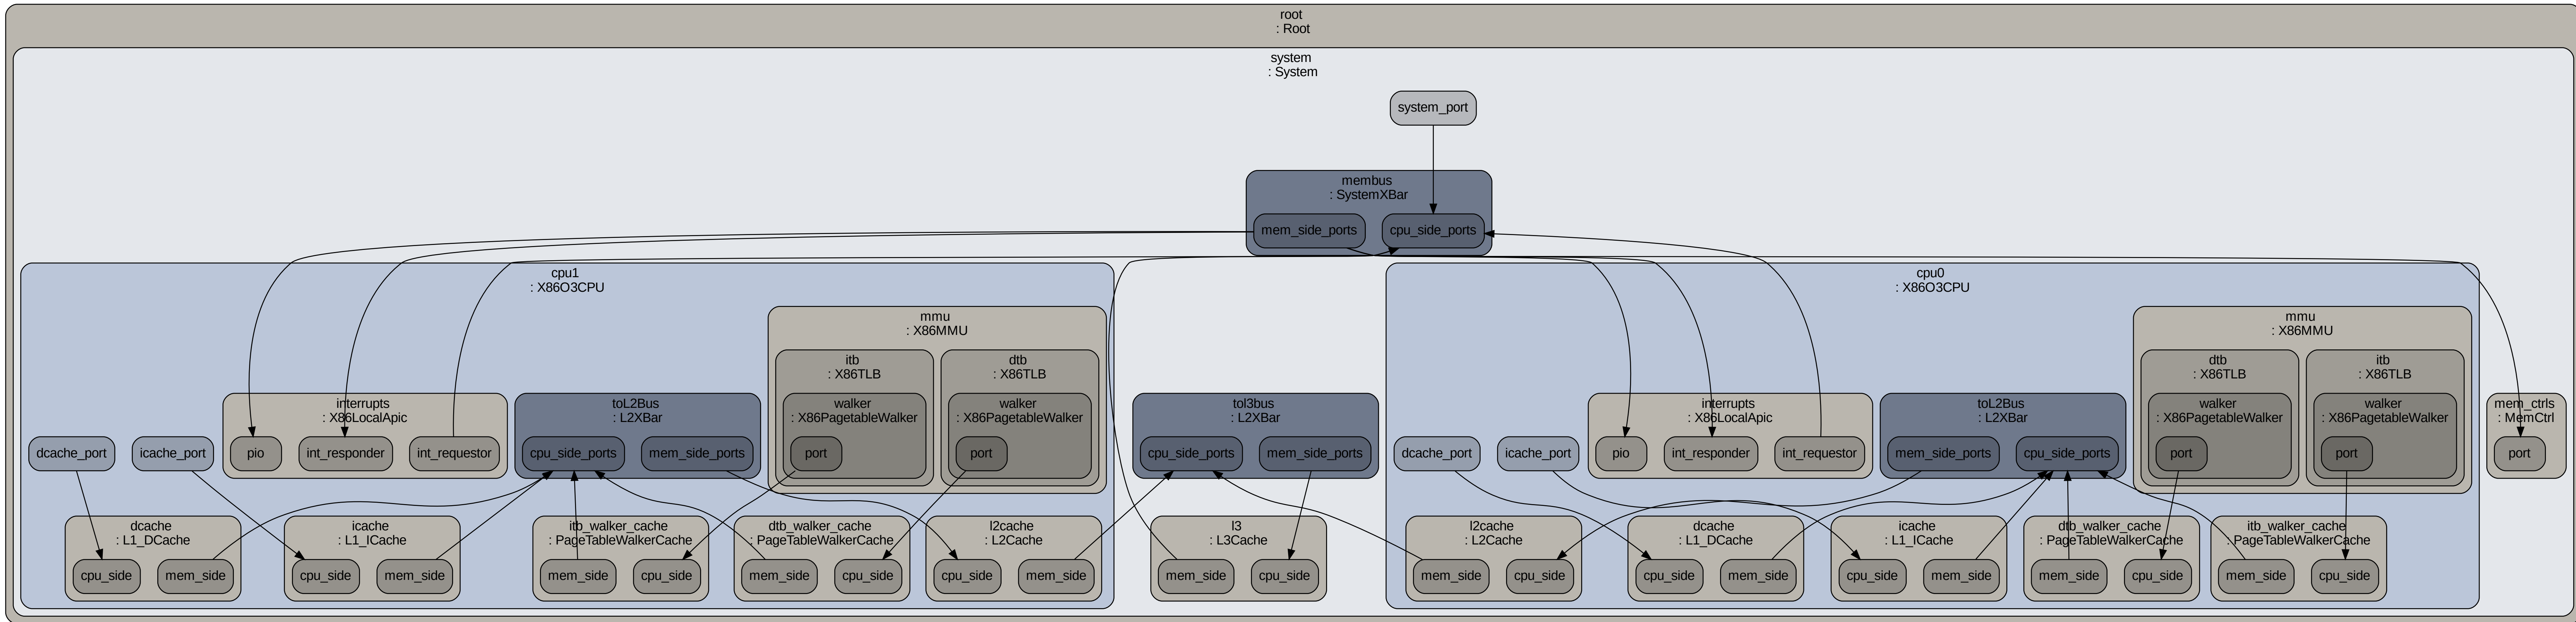 root
: Root
system
: System
system_port
membus
: SystemXBar
mem_side_ports
cpu_side_ports
cpu1
: X86O3CPU
mmu
: X86MMU
itb
: X86TLB
dtb
: X86TLB
interrupts
: X86LocalApic
toL2Bus
: L2XBar
walker
: X86PagetableWalker
walker
: X86PagetableWalker
dcache_port
icache_port
pio
int_responder
int_requestor
cpu_side_ports
mem_side_ports
port
port
dcache
: L1_DCache
icache
: L1_ICache
itb_walker_cache
: PageTableWalkerCache
dtb_walker_cache
: PageTableWalkerCache
l2cache
: L2Cache
cpu_side
mem_side
cpu_side
mem_side
mem_side
cpu_side
mem_side
cpu_side
cpu_side
mem_side
tol3bus
: L2XBar
cpu_side_ports
mem_side_ports
l3
: L3Cache
mem_side
cpu_side
cpu0
: X86O3CPU
mmu
: X86MMU
dtb
: X86TLB
itb
: X86TLB
interrupts
: X86LocalApic
toL2Bus
: L2XBar
walker
: X86PagetableWalker
walker
: X86PagetableWalker
dcache_port
icache_port
pio
int_responder
int_requestor
mem_side_ports
cpu_side_ports
port
port
l2cache
: L2Cache
dcache
: L1_DCache
icache
: L1_ICache
dtb_walker_cache
: PageTableWalkerCache
itb_walker_cache
: PageTableWalkerCache
mem_side
cpu_side
cpu_side
mem_side
cpu_side
mem_side
mem_side
cpu_side
mem_side
cpu_side
mem_ctrls
: MemCtrl
port